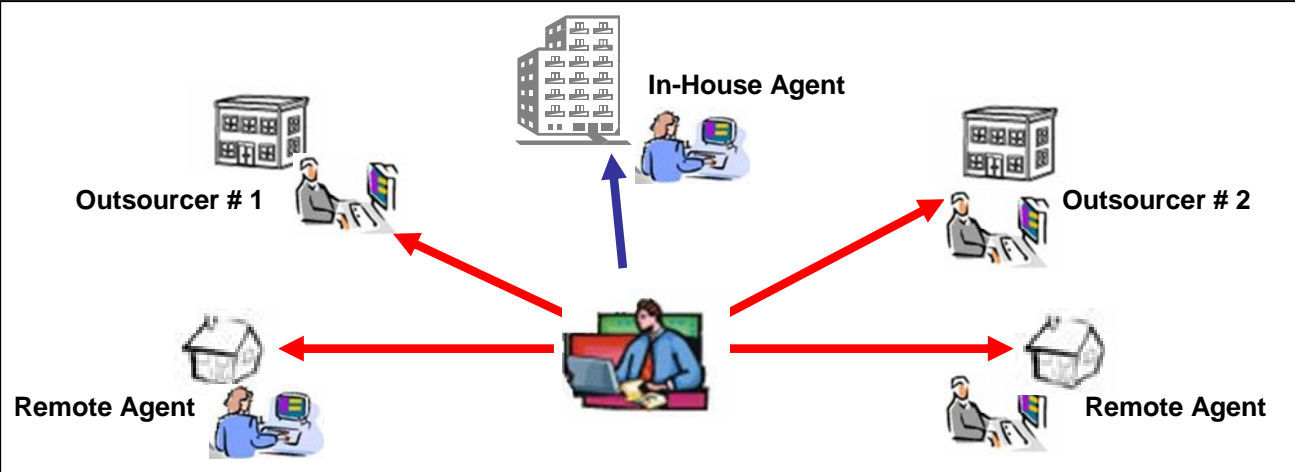 In-House Agent
Outsourcer # 1
Outsourcer # 2
Remote Agent
Remote Agent